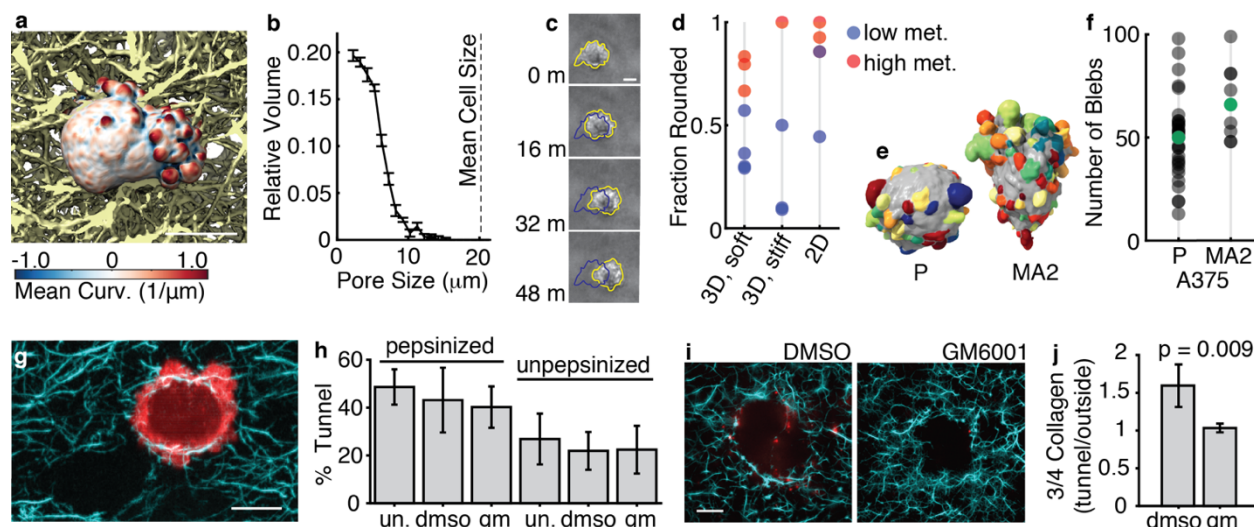 a
-1.0
0.
1.0
Mean Curv. (1/μm)
b
Relative Volume
0.20
0.15
0.10
0.05
0
0
10
20
Pore Size (μm)
Mean Cell Size
c
0 m
16 m
32 m
48 m
d
Fraction Rounded
1
0.5
0
3D, soft
3D, stiff
2D
low met.
high met.
e
P
MA2
f
Number of Blebs
100
50
0
P
MA2
A375
g
h
% Tunnel
60
40
20
0
pepsinized
unpepsinized
un.
dmso
gm
un.
dmso
gm
i
DMSO
GM6001
j
p = 0.009
3/4 Collagen
(tunnel/outside)
2
1.5
1
0.5
0
dmso
gm